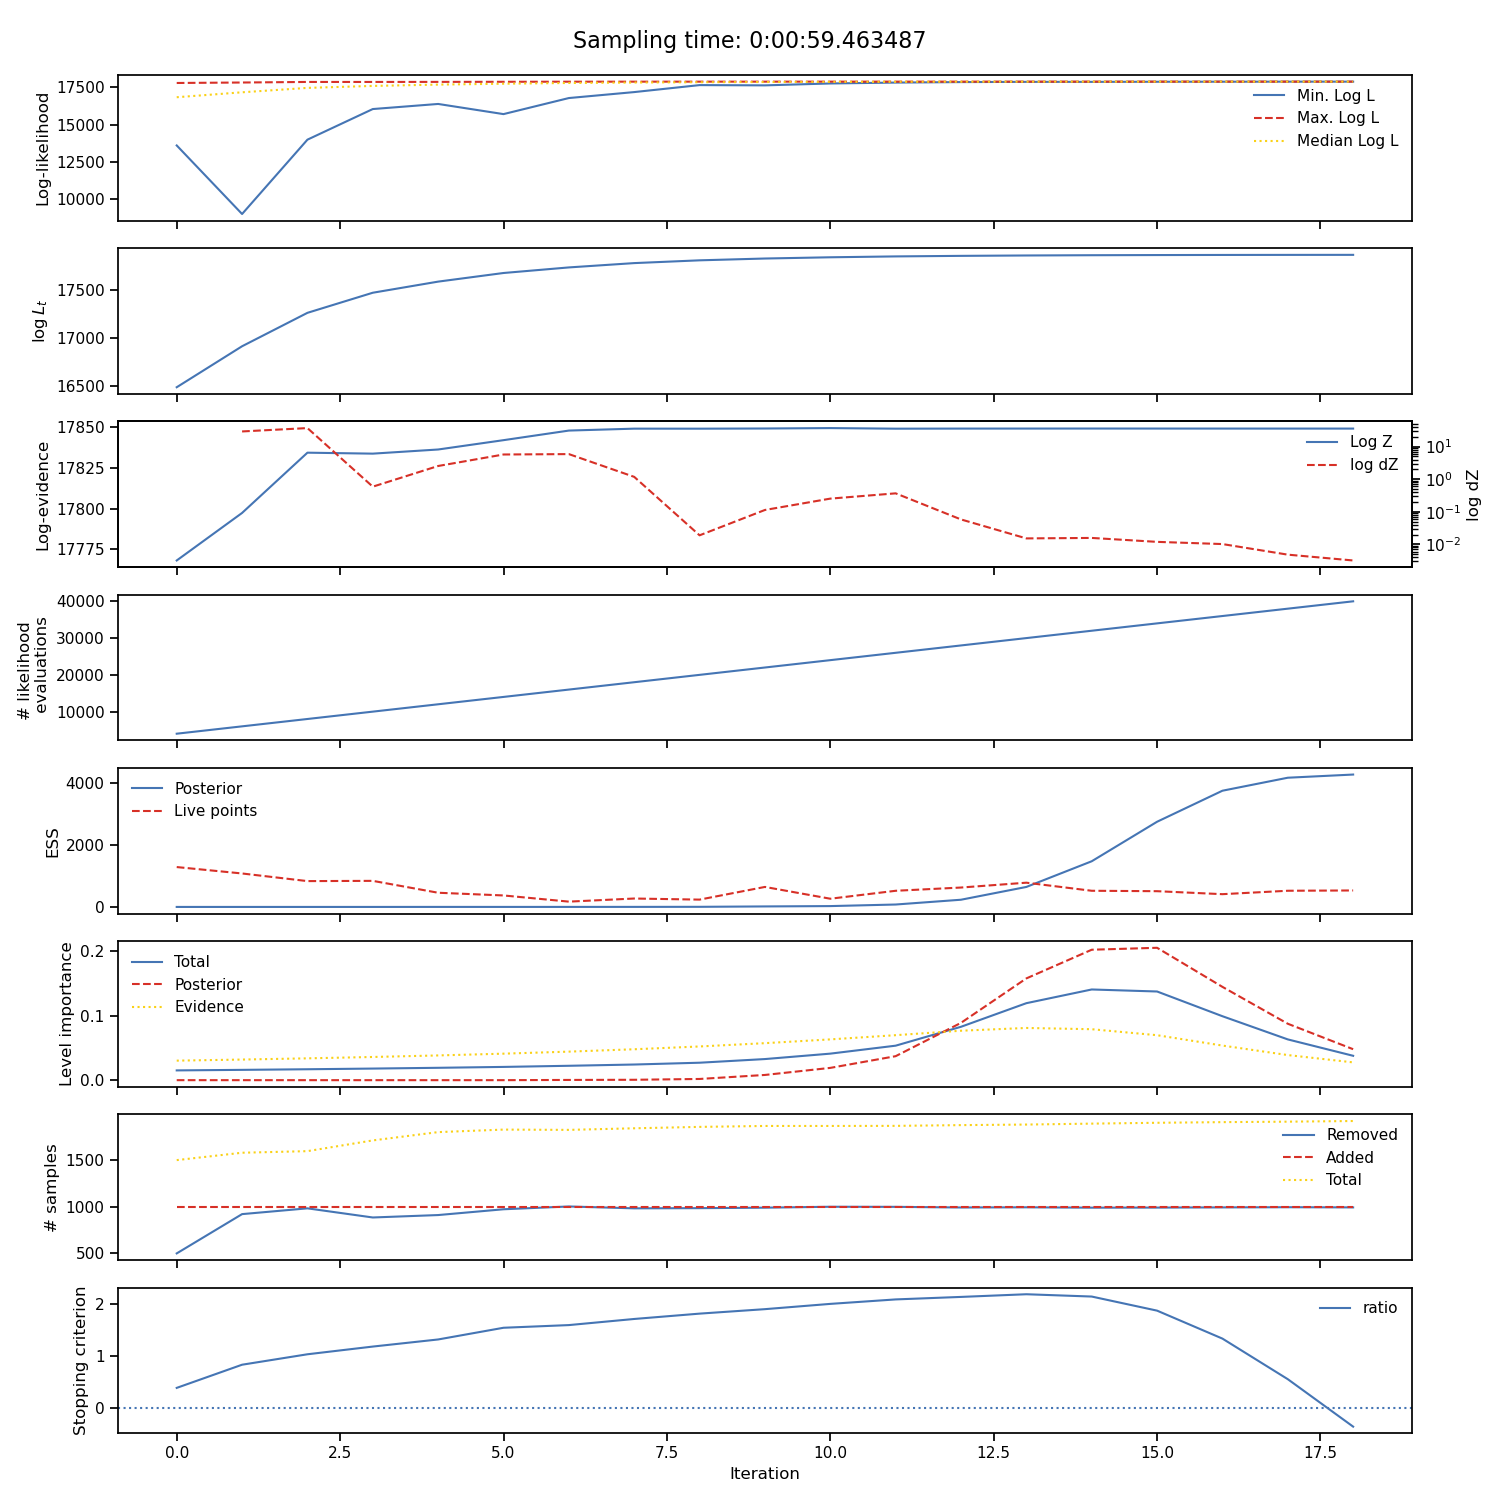 Sampling time: 0:00:59.463487
Log-likelihood
17500
15000
12500
10000
Min. Log L
Max. Log L
Median Log L
log L_t
17500
17000
16500
Log-evidence
17850
17825
17800
17775
Log Z
log dZ
10^1
10^0
10^-1
10^-2
log dZ
# likelihood
evaluations
40000
30000
20000
10000
ESS
4000
2000
0
Posterior
Live points
Level importance
0.2
0.1
0.0
Total
Posterior
Evidence
# samples
1500
1000
500
Removed
Added
Total
Stopping criterion
2
1
0
ratio
0.0 2.5 5.0 7.5 10.0 12.5 15.0 17.5
Iteration